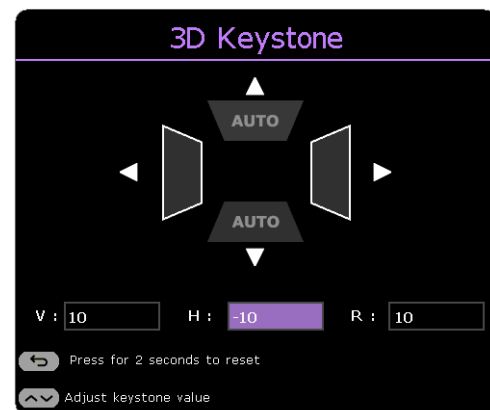 3D Keystone
AUTO
AUTO
V : 10 H : -10 R : 10
Press for 2 seconds to reset
Adjust keystone value